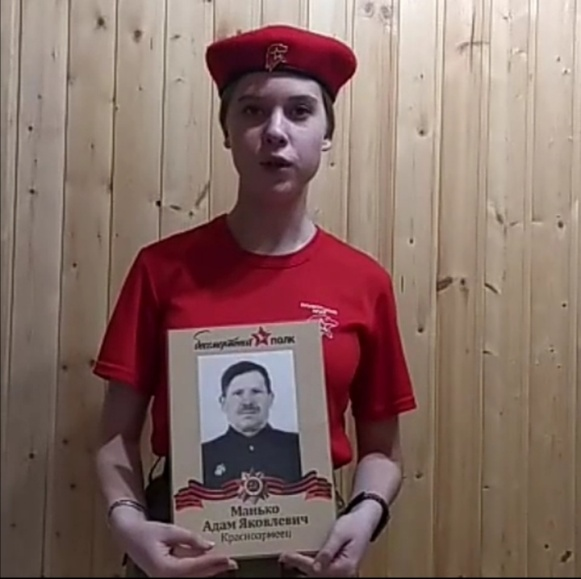 бессмертный полк
Манько
Адам Яковлевич
Красноармеец